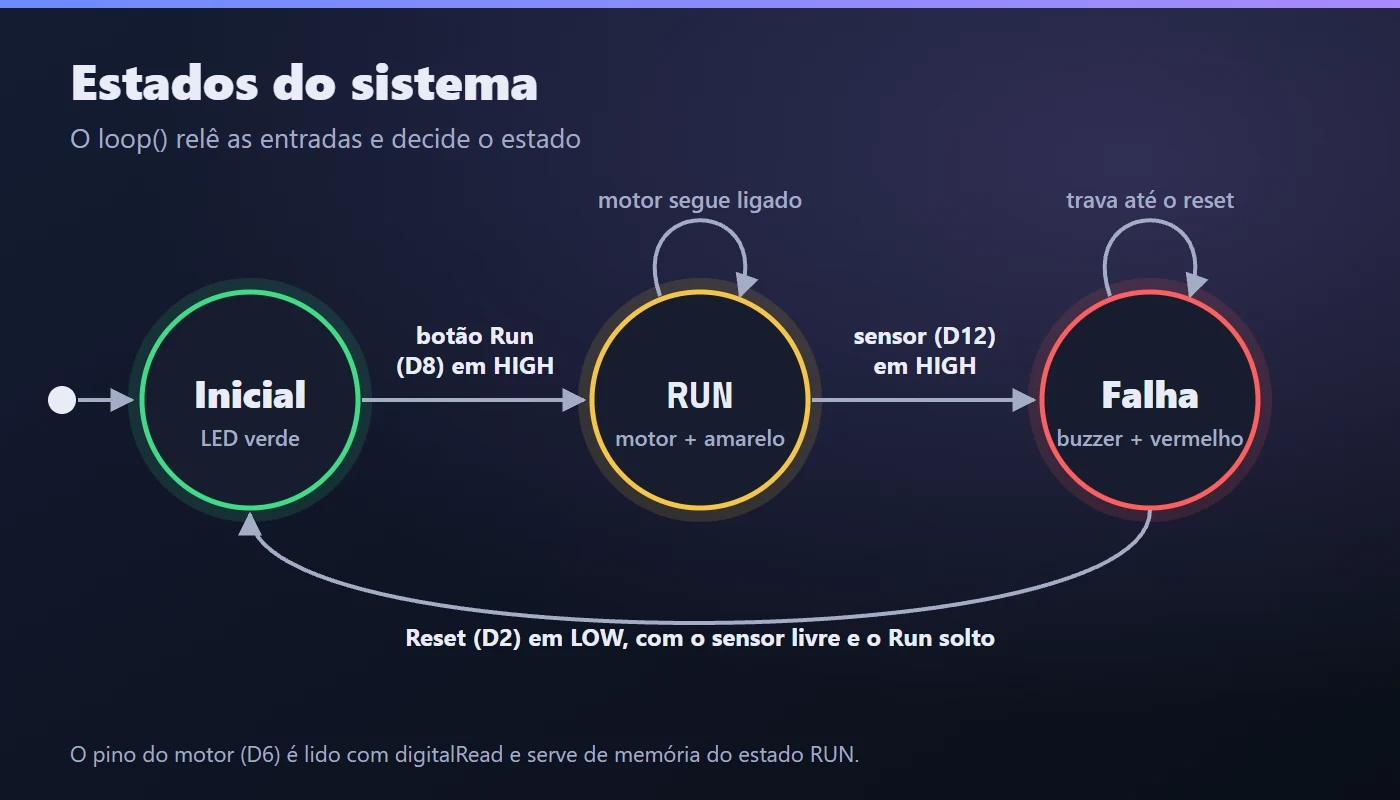 Estados do sistema
O loop() relê as entradas e decide o estado
motor segue ligado
trava até o reset
botão Run
(D8) em HIGH
sensor (D12)
em HIGH
Inicial
LED verde
RUN
motor + amarelo
Falha
buzzer + vermelho
Reset (D2) em LOW, com o sensor livre e o Run solto
O pino do motor (D6) é lido com digitalRead e serve de memória do estado RUN.